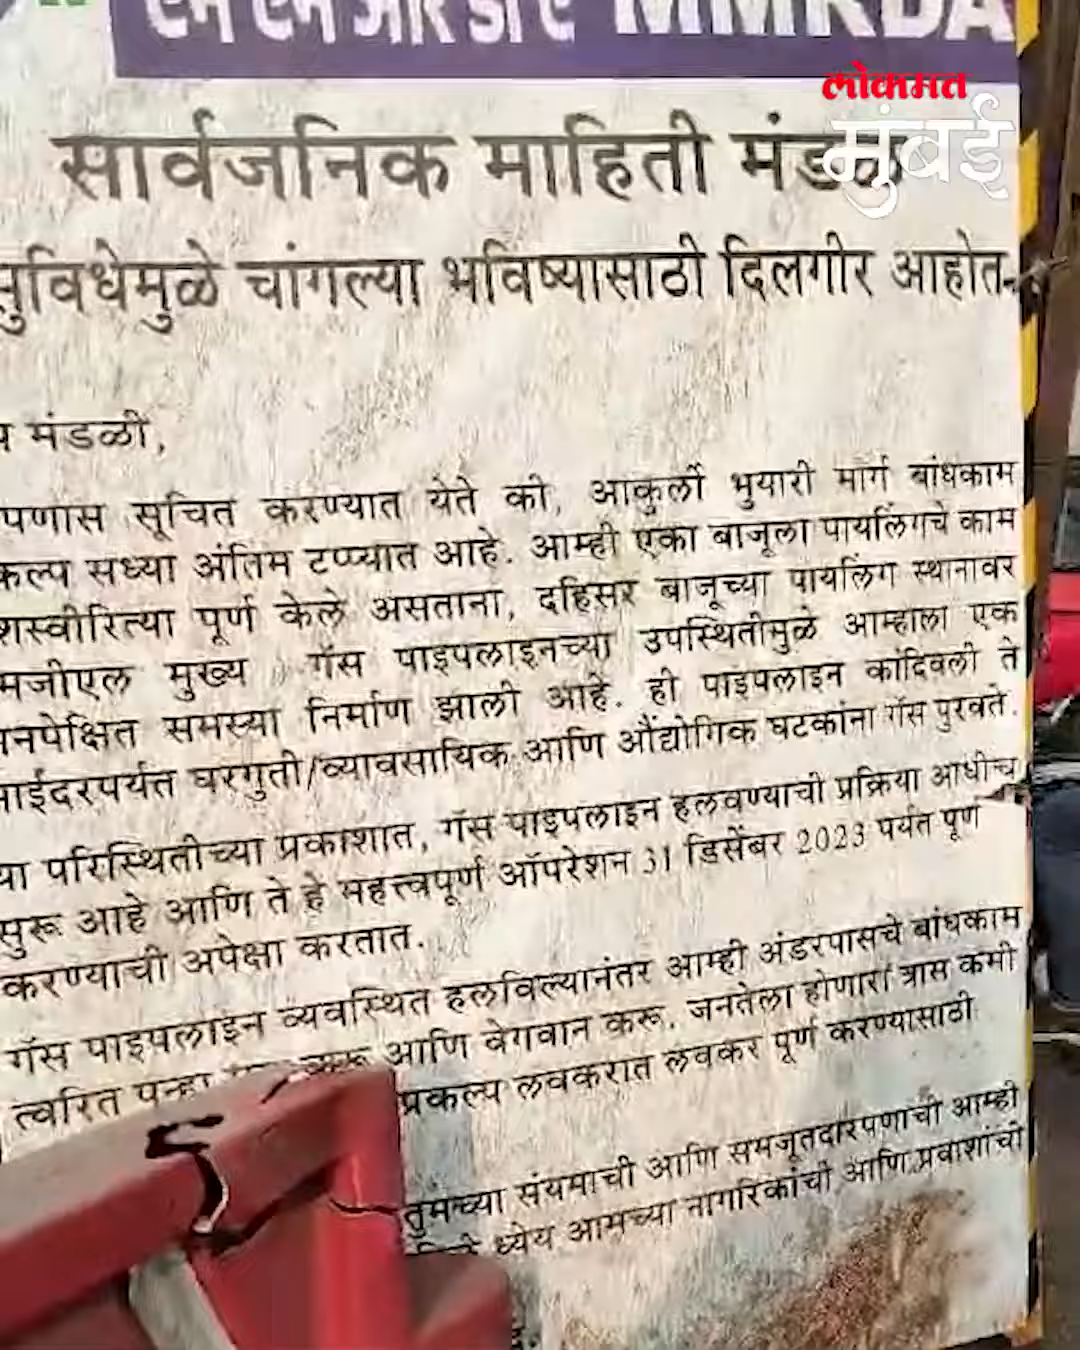 एम एम आर डी ए MMRDA
लोकमत
मुंबई
सार्वजनिक माहिती मंडळ
सुविधेमुळे चांगल्या भविष्यासाठी दिलगीर आहोत.
मंडळी,
पणास सूचित करण्यात येते की, आकुर्ली भुयारी मार्ग बांधकाम
कल्प सध्या अंतिम टप्प्यात आहे. आम्ही एका बाजूला पायलिंगचे काम
शस्वीरित्या पूर्ण केले असताना, दहिसर बाजूच्या पायलिंग स्थानावर
मजीएल मुख्य गॅस पाइपलाइनच्या उपस्थितीमुळे आम्हाला एक
नपेक्षित समस्या निर्माण झाली आहे. ही पाइपलाइन कांदिवली ते
ाईंदरपर्यंत घरगुती/व्यावसायिक आणि औद्योगिक घटकांना गॅस पुरवते.
या परिस्थितीच्या प्रकाशात, गॅस पाइपलाइन हलवण्याची प्रक्रिया आधीच
सुरू आहे आणि ते हे महत्त्वपूर्ण ऑपरेशन 31 डिसेंबर 2023 पर्यंत पूर्ण
करण्याची अपेक्षा करतात.
गॅस पाइपलाइन व्यवस्थित हलविल्यानंतर आम्ही अंडरपासचे बांधकाम
त्वरित पन्हा आणि वेगवान करू. जनतेला होणारा त्रास कमी
प्रकल्प लवकरात लवकर पूर्ण करण्यासाठी
तुमच्या संयमाची आणि समजूतदारपणाची आम्ही
ध्येय आमच्या नागरिकांची आणि प्रवाशांची